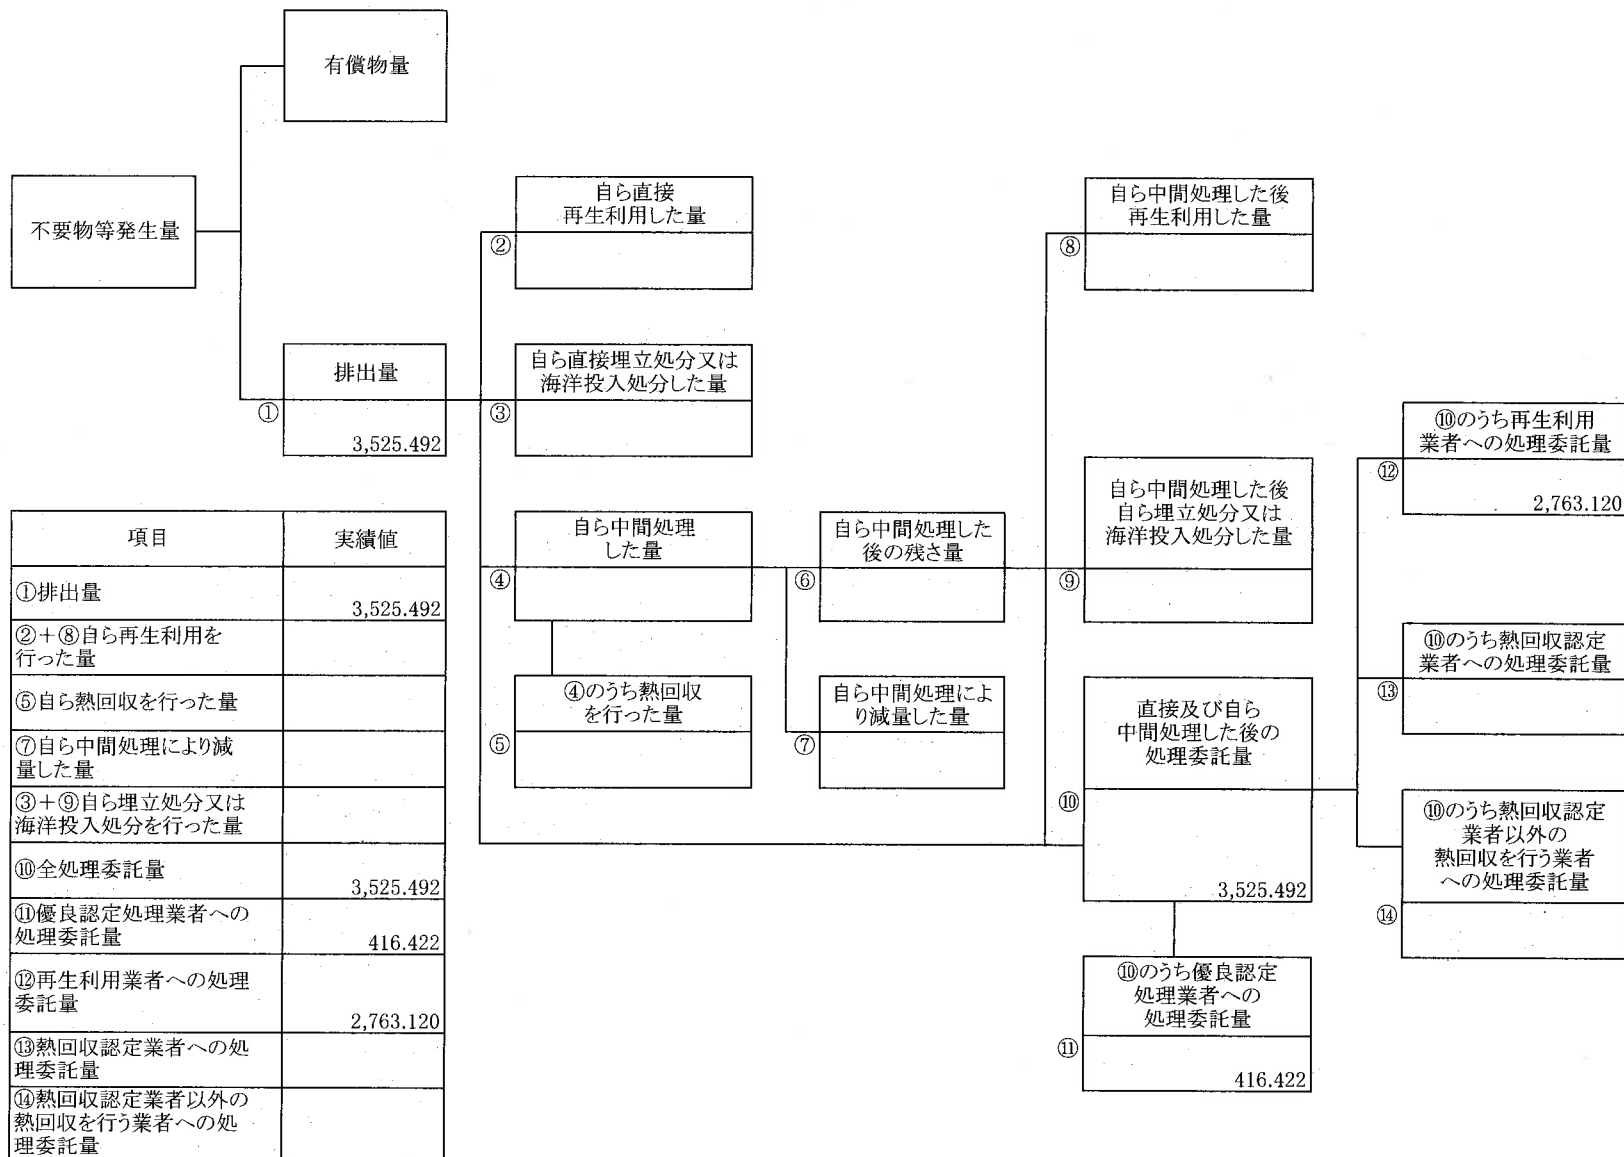 有償物量
不要物等発生量
自ら直接
再生利用した量
②
自ら中間処理した後
再生利用した量
⑧
排出量
①
3,525.492
自ら直接埋立処分又は
海洋投入処分した量
③
⑩のうち再生利用
業者への処理委託量
⑫
2,763.120
自ら中間処理
した量
④
自ら中間処理した
後の残さ量
⑥
自ら中間処理した後
自ら埋立処分又は
海洋投入処分した量
⑨
⑩のうち熱回収認定
業者への処理委託量
⑬
④のうち熱回収
を行った量
⑤
自ら中間処理によ
り減量した量
⑦
直接及び自ら
中間処理した後の
処理委託量
⑩
3,525.492
⑩のうち熱回収認定
業者以外の
熱回収を行う業者
への処理委託量
⑭
⑩のうち優良認定
処理業者への
処理委託量
⑪
416.422
項目 実績値
①排出量 3,525.492
②+⑧自ら再生利用を
行った量
⑤自ら熱回収を行った量
⑦自ら中間処理により減
量した量
③+⑨自ら埋立処分又は
海洋投入処分を行った量
⑩全処理委託量 3,525.492
⑪優良認定処理業者への
処理委託量 416.422
⑫再生利用業者への処理
委託量 2,763.120
⑬熱回収認定業者への処
理委託量
⑭熱回収認定業者以外の
熱回収を行う業者への処
理委託量